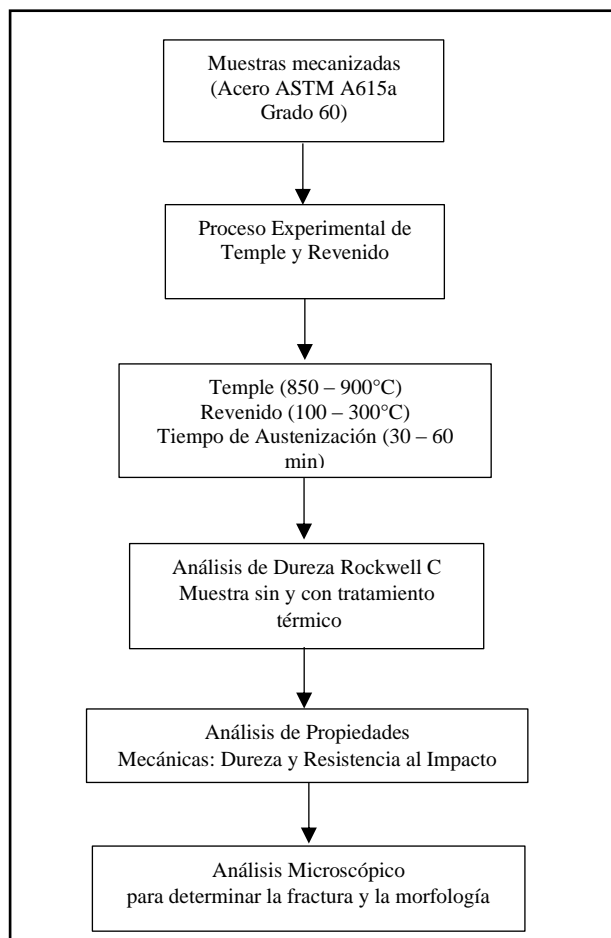 Muestras mecanizadas
(Acero ASTM A615a
Grado 60)
Proceso Experimental de
Temple y Revenido
Temple (850 – 900°C)
Revenido (100 – 300°C)
Tiempo de Austenización (30 – 60
min)
Análisis de Dureza Rockwell C
Muestra sin y con tratamiento
térmico
Análisis de Propiedades
Mecánicas: Dureza y Resistencia al Impacto
Análisis Microscópico
para determinar la fractura y la morfología